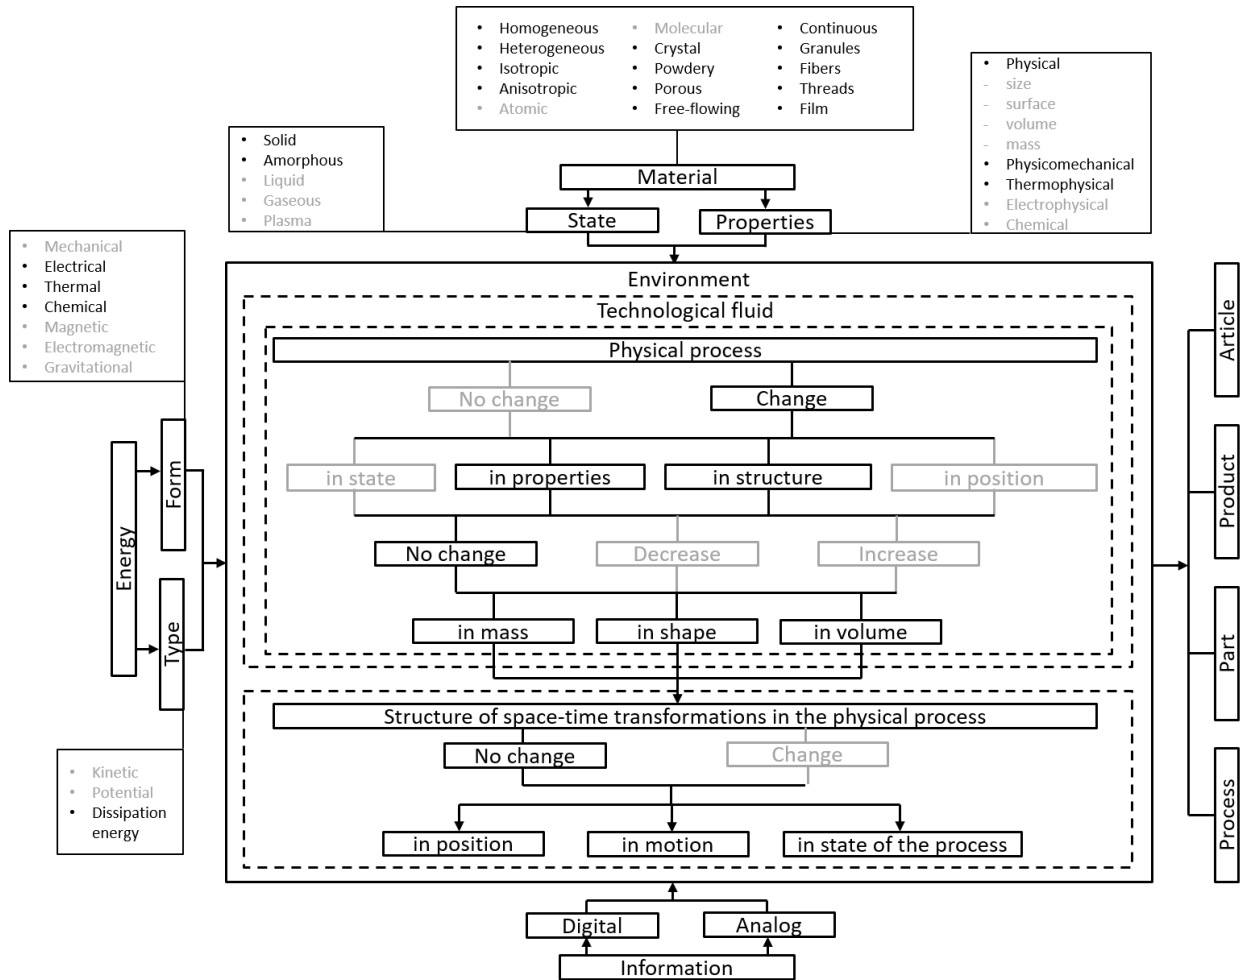 • Homogeneous
• Heterogeneous
• Isotropic
• Anisotropic
• Atomic
• Molecular
• Crystal
• Powdery
• Porous
• Free-flowing
• Continuous
• Granules
• Fibers
• Threads
• Film
• Physical
- size
- surface
- volume
- mass
• Physicomechanical
• Thermophysical
• Electrophysical
• Chemical
• Solid
• Amorphous
• Liquid
• Gaseous
• Plasma
Material
State
Properties
• Mechanical
• Electrical
• Thermal
• Chemical
• Magnetic
• Electromagnetic
• Gravitational
Energy
Form
Type
• Kinetic
• Potential
• Dissipation
energy
Environment
Technological fluid
Physical process
No change
Change
in state
in properties
in structure
in position
No change
Decrease
Increase
in mass
in shape
in volume
Structure of space-time transformations in the physical process
No change
Change
in position
in motion
in state of the process
Digital
Analog
Information
Article
Product
Part
Process